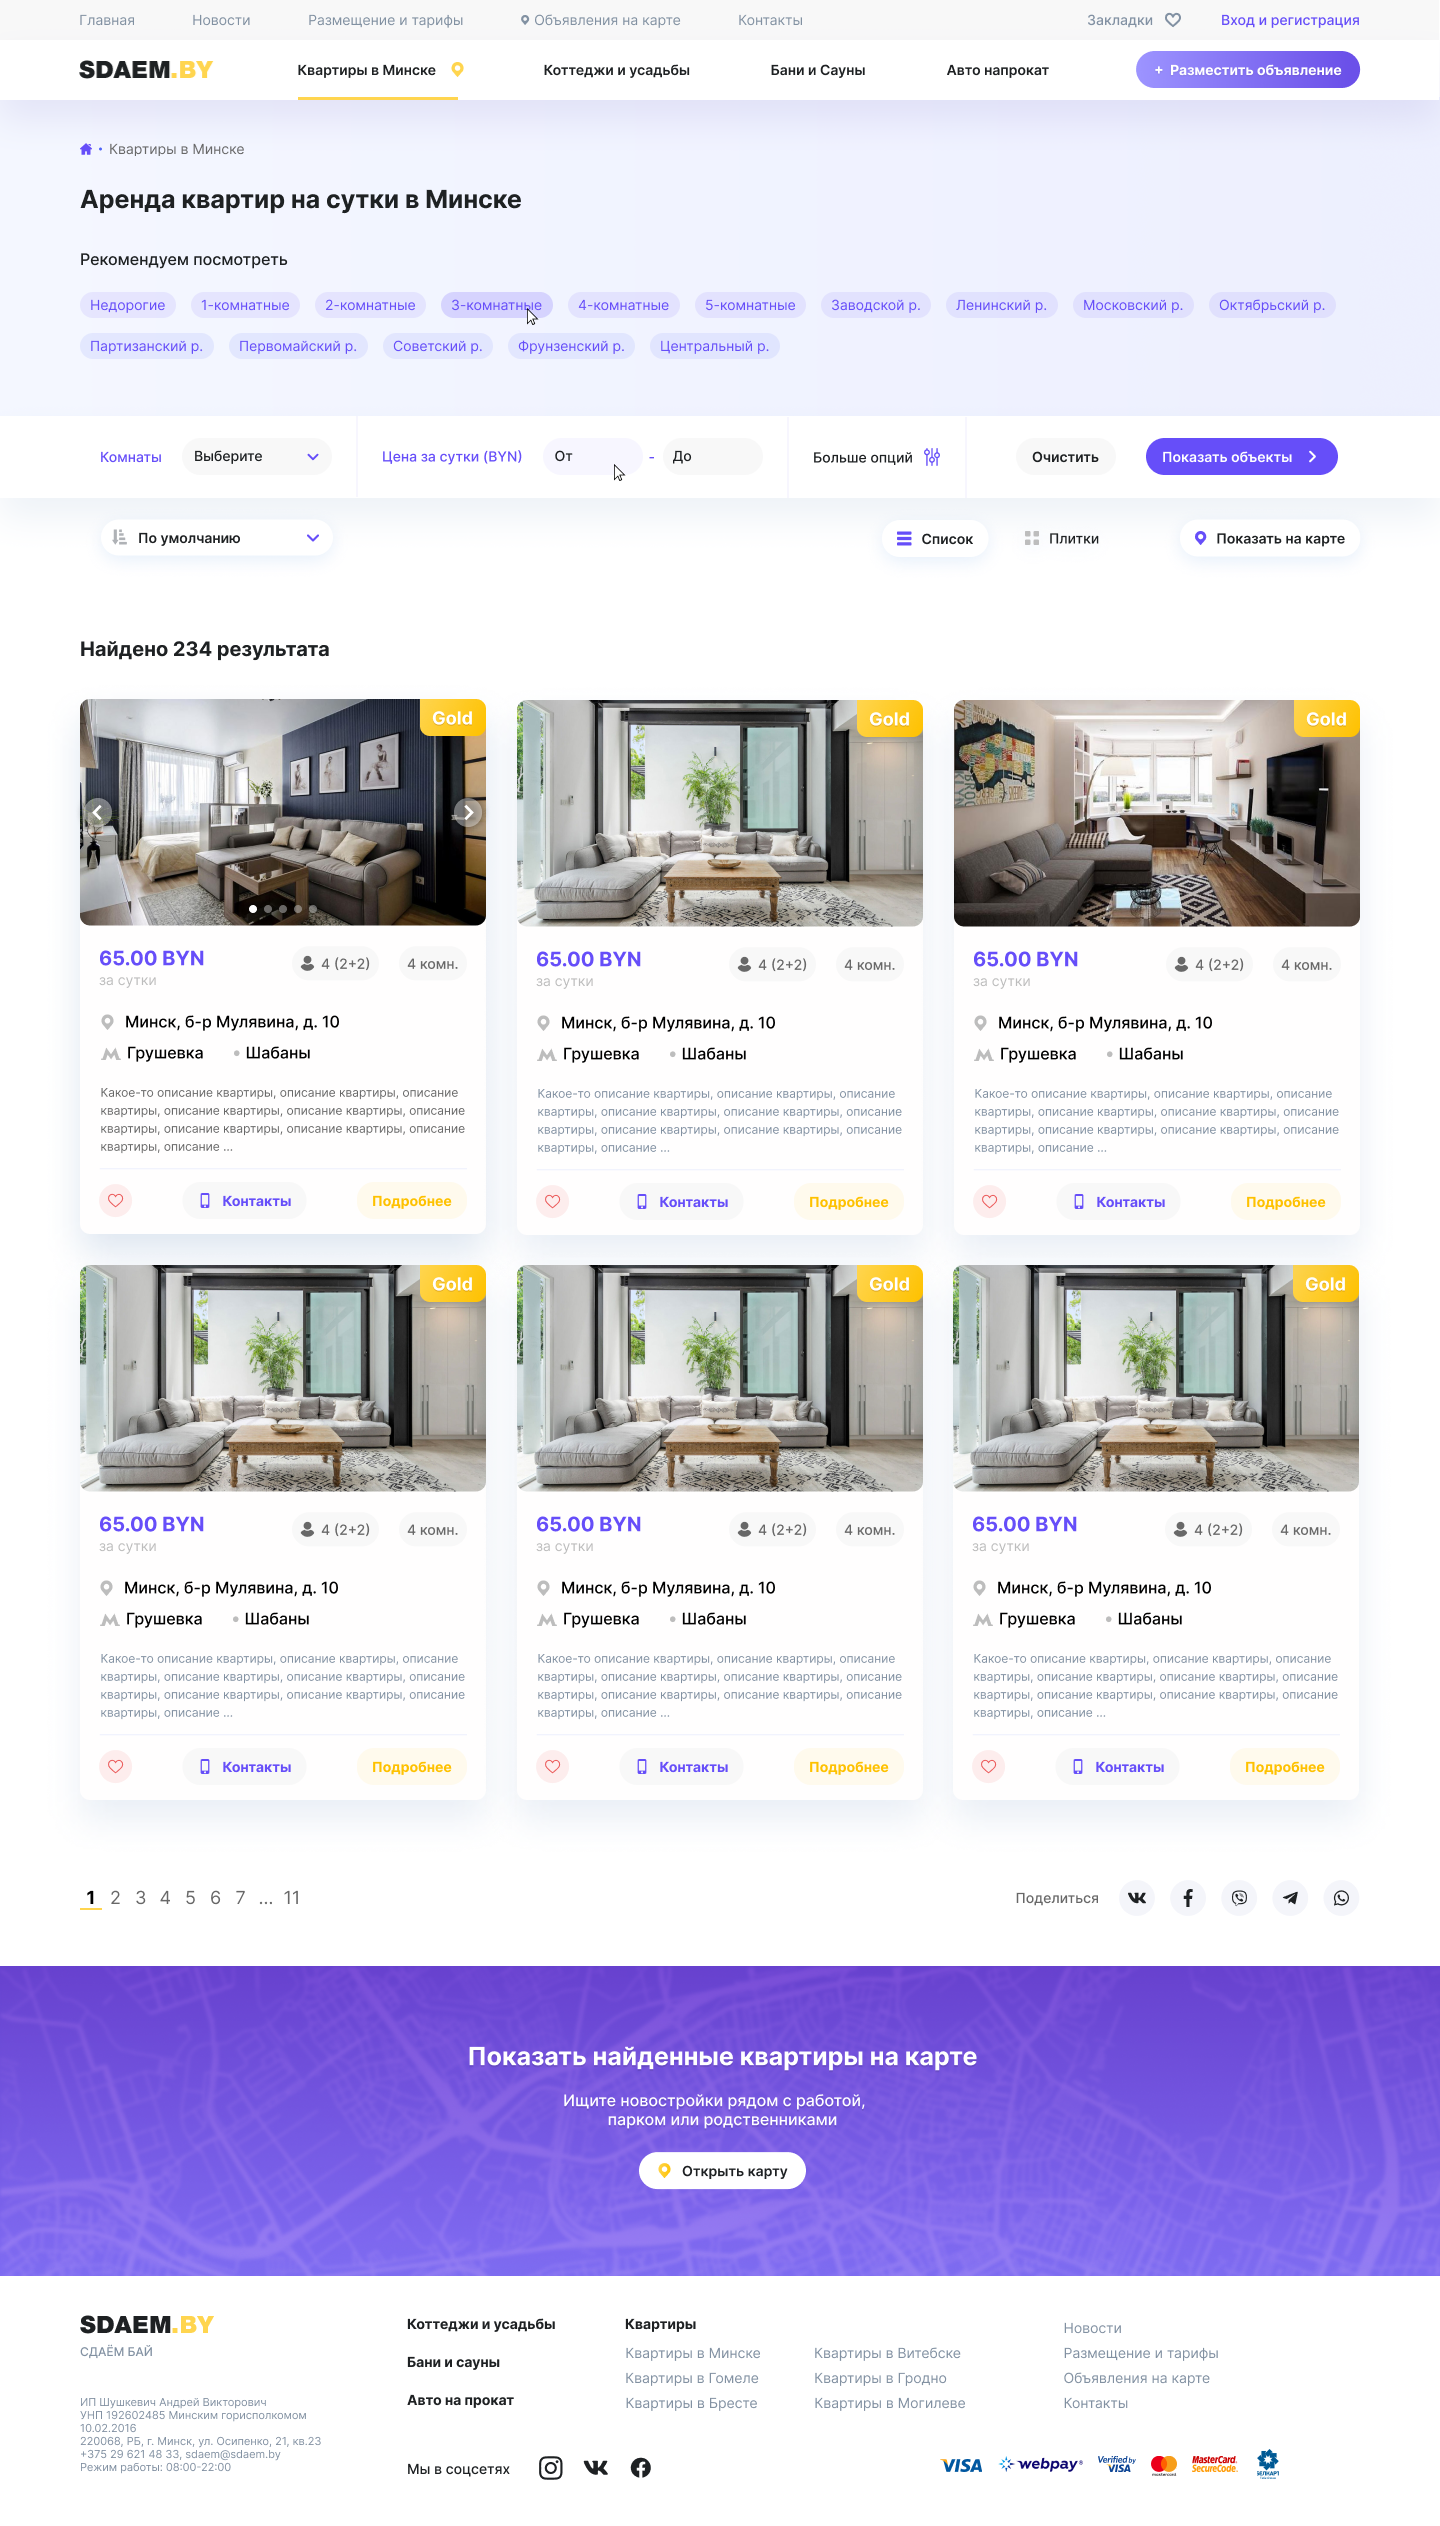 Главная Новости Размещение и тарифы Объявления на карте Контакты Закладки Вход и регистрация
SDAEM.BY Квартиры в Минске Коттеджи и усадьбы Бани и Сауны Авто напрокат + Разместить объявление
• Квартиры в Минске
Аренда квартир на сутки в Минске
Рекомендуем посмотреть
Недорогие 1-комнатные 2-комнатные 3-комнатные 4-комнатные 5-комнатные Заводской р. Ленинский р. Московский р. Октябрьский р.
Партизанский р. Первомайский р. Советский р. Фрунзенский р. Центральный р.
Комнаты Выберите Цена за сутки (BYN) От - До Больше опций Очистить Показать объекты
По умолчанию Список Плитки Показать на карте
Найдено 234 результата
Gold Gold Gold
65.00 BYN 4 (2+2) 4 комн. 65.00 BYN 4 (2+2) 4 комн. 65.00 BYN 4 (2+2) 4 комн.
за сутки за сутки за сутки
Минск, б-р Мулявина, д. 10 Минск, б-р Мулявина, д. 10 Минск, б-р Мулявина, д. 10
Грушевка • Шабаны Грушевка • Шабаны Грушевка • Шабаны
Какое-то описание квартиры, описание квартиры, описание Какое-то описание квартиры, описание квартиры, описание Какое-то описание квартиры, описание квартиры, описание
квартиры, описание квартиры, описание квартиры, описание квартиры, описание квартиры, описание квартиры, описание квартиры, описание квартиры, описание квартиры, описание
квартиры, описание квартиры, описание квартиры, описание квартиры, описание квартиры, описание квартиры, описание квартиры, описание квартиры, описание квартиры, описание
квартиры, описание ... квартиры, описание ... квартиры, описание ...
Контакты Подробнее Контакты Подробнее Контакты Подробнее
Gold Gold Gold
65.00 BYN 4 (2+2) 4 комн. 65.00 BYN 4 (2+2) 4 комн. 65.00 BYN 4 (2+2) 4 комн.
за сутки за сутки за сутки
Минск, б-р Мулявина, д. 10 Минск, б-р Мулявина, д. 10 Минск, б-р Мулявина, д. 10
Грушевка • Шабаны Грушевка • Шабаны Грушевка • Шабаны
Какое-то описание квартиры, описание квартиры, описание Какое-то описание квартиры, описание квартиры, описание Какое-то описание квартиры, описание квартиры, описание
квартиры, описание квартиры, описание квартиры, описание квартиры, описание квартиры, описание квартиры, описание квартиры, описание квартиры, описание квартиры, описание
квартиры, описание квартиры, описание квартиры, описание квартиры, описание квартиры, описание квартиры, описание квартиры, описание квартиры, описание квартиры, описание
квартиры, описание ... квартиры, описание ... квартиры, описание ...
Контакты Подробнее Контакты Подробнее Контакты Подробнее
1 2 3 4 5 6 7 ... 11 Поделиться
Показать найденные квартиры на карте
Ищите новостройки рядом с работой,
парком или родственниками
Открыть карту
SDAEM.BY
СДАЁМ БАЙ
ИП Шушкевич Андрей Викторович
УНП 192602485 Минским горисполкомом
10.02.2016
220068, РБ, г. Минск, ул. Осипенко, 21, кв.23
+375 29 621 48 33, sdaem@sdaem.by
Режим работы: 08:00-22:00
Коттеджи и усадьбы
Бани и сауны
Авто на прокат
Квартиры
Квартиры в Минске Квартиры в Витебске
Квартиры в Гомеле Квартиры в Гродно
Квартиры в Бресте Квартиры в Могилеве
Новости
Размещение и тарифы
Объявления на карте
Контакты
Мы в соцсетях
VISA webpay Verified by VISA mastercard MasterCard. SecureCode. БЕЛКАРТ